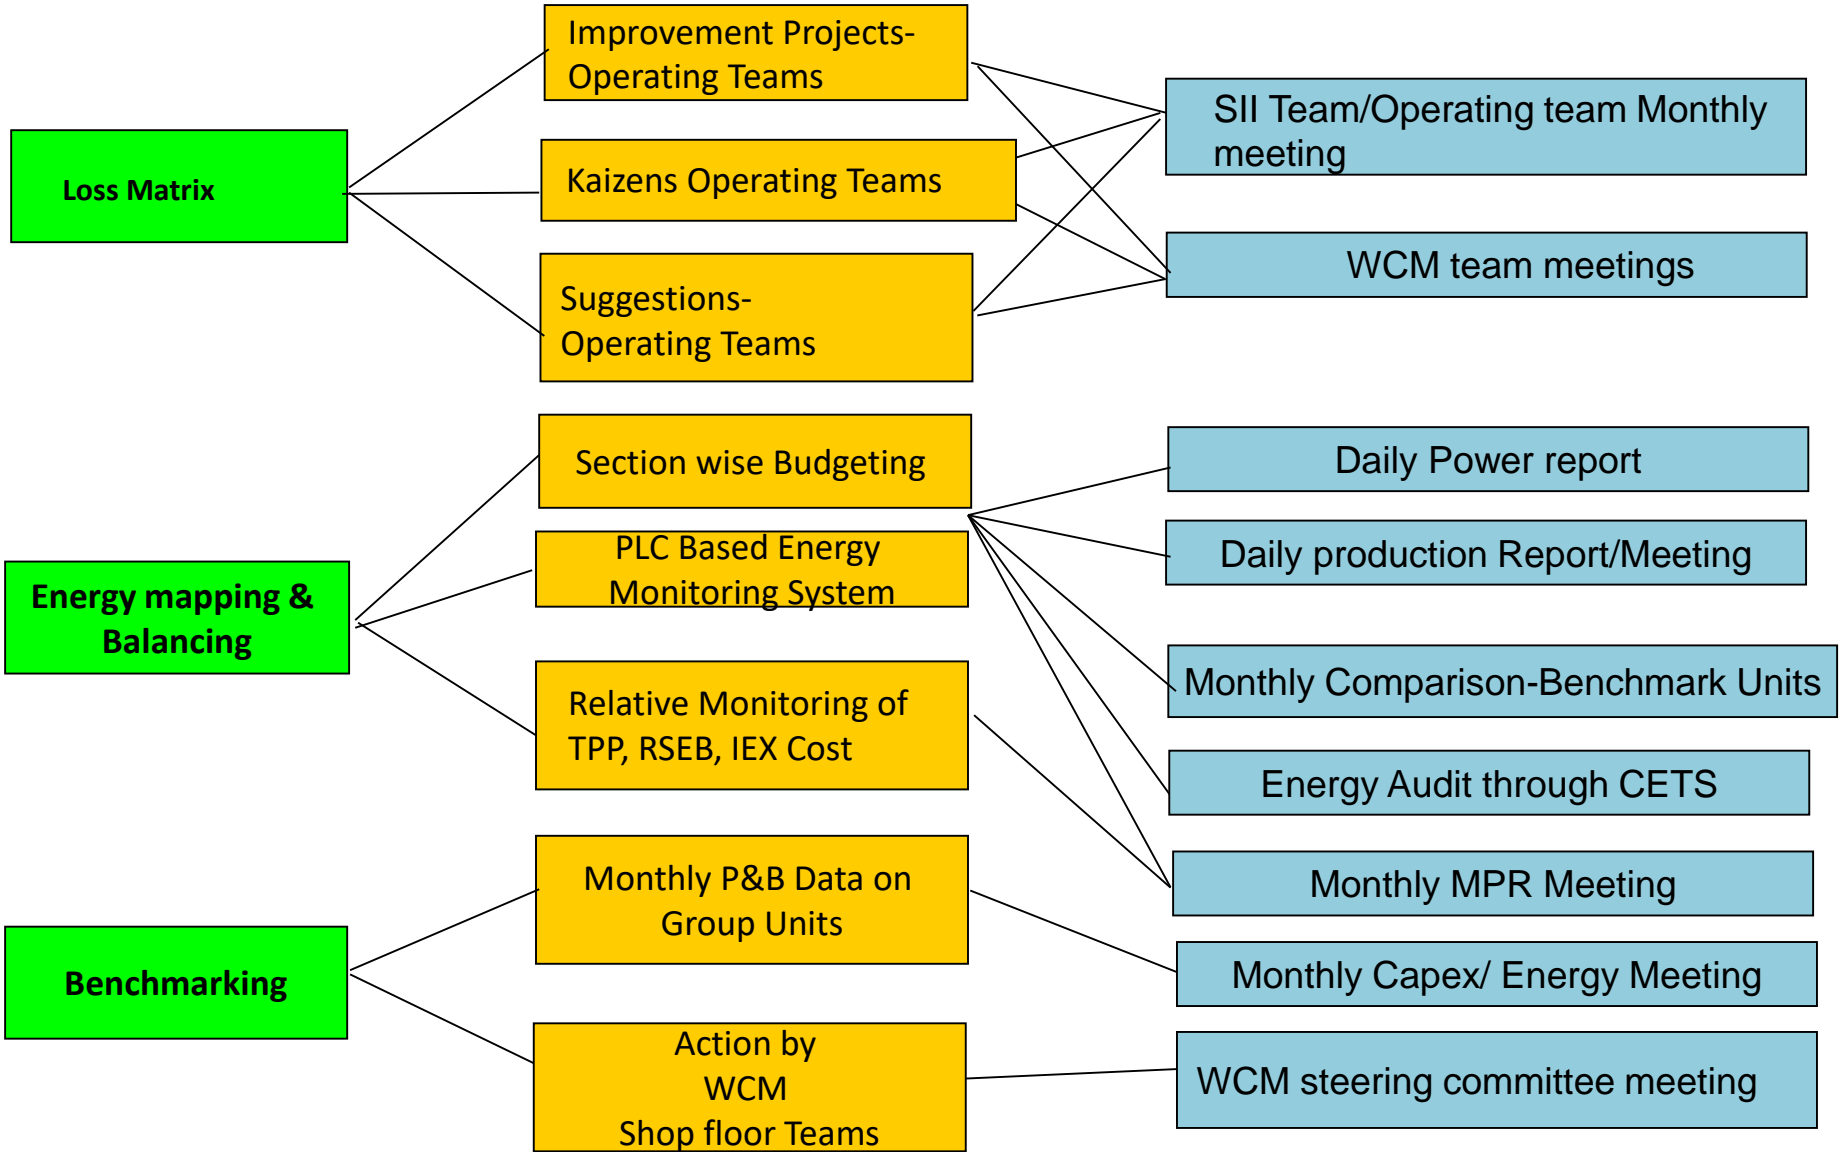 Improvement Projects-
Operating Teams
SII Team/Operating team Monthly
meeting
Loss Matrix
Kaizens Operating Teams
WCM team meetings
Suggestions-
Operating Teams
Section wise Budgeting
Daily Power report
PLC Based Energy
Monitoring System
Daily production Report/Meeting
Energy mapping &
Balancing
Relative Monitoring of
TPP, RSEB, IEX Cost
Monthly Comparison-Benchmark Units
Energy Audit through CETS
Monthly P&B Data on
Group Units
Monthly MPR Meeting
Benchmarking
Monthly Capex/ Energy Meeting
Action by
WCM
Shop floor Teams
WCM steering committee meeting